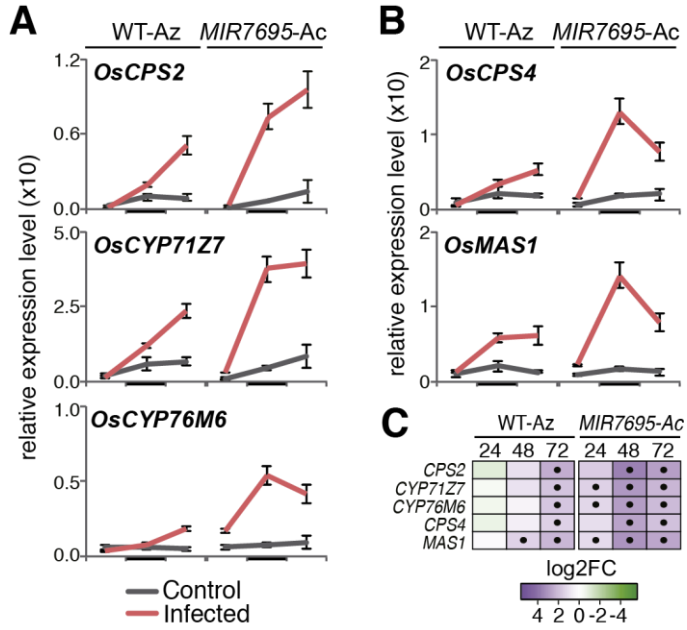 A
WT-Az MIR7695-Ac
OsCPS2
1.2
0.6
0.0
OsCYP71Z7
5.0
2.5
0.0
OsCYP76M6
1.0
0.5
0.0
relative expression level (x10)
Control
Infected
B
WT-Az MIR7695-Ac
OsCPS4
2
1
0
OsMAS1
2
1
0
relative expression level (x10)
C
WT-Az MIR7695-Ac
24 48 72 24 48 72
CPS2
CYP71Z7
CYP76M6
CPS4
MAS1
log2FC
4 2 0 -2 -4